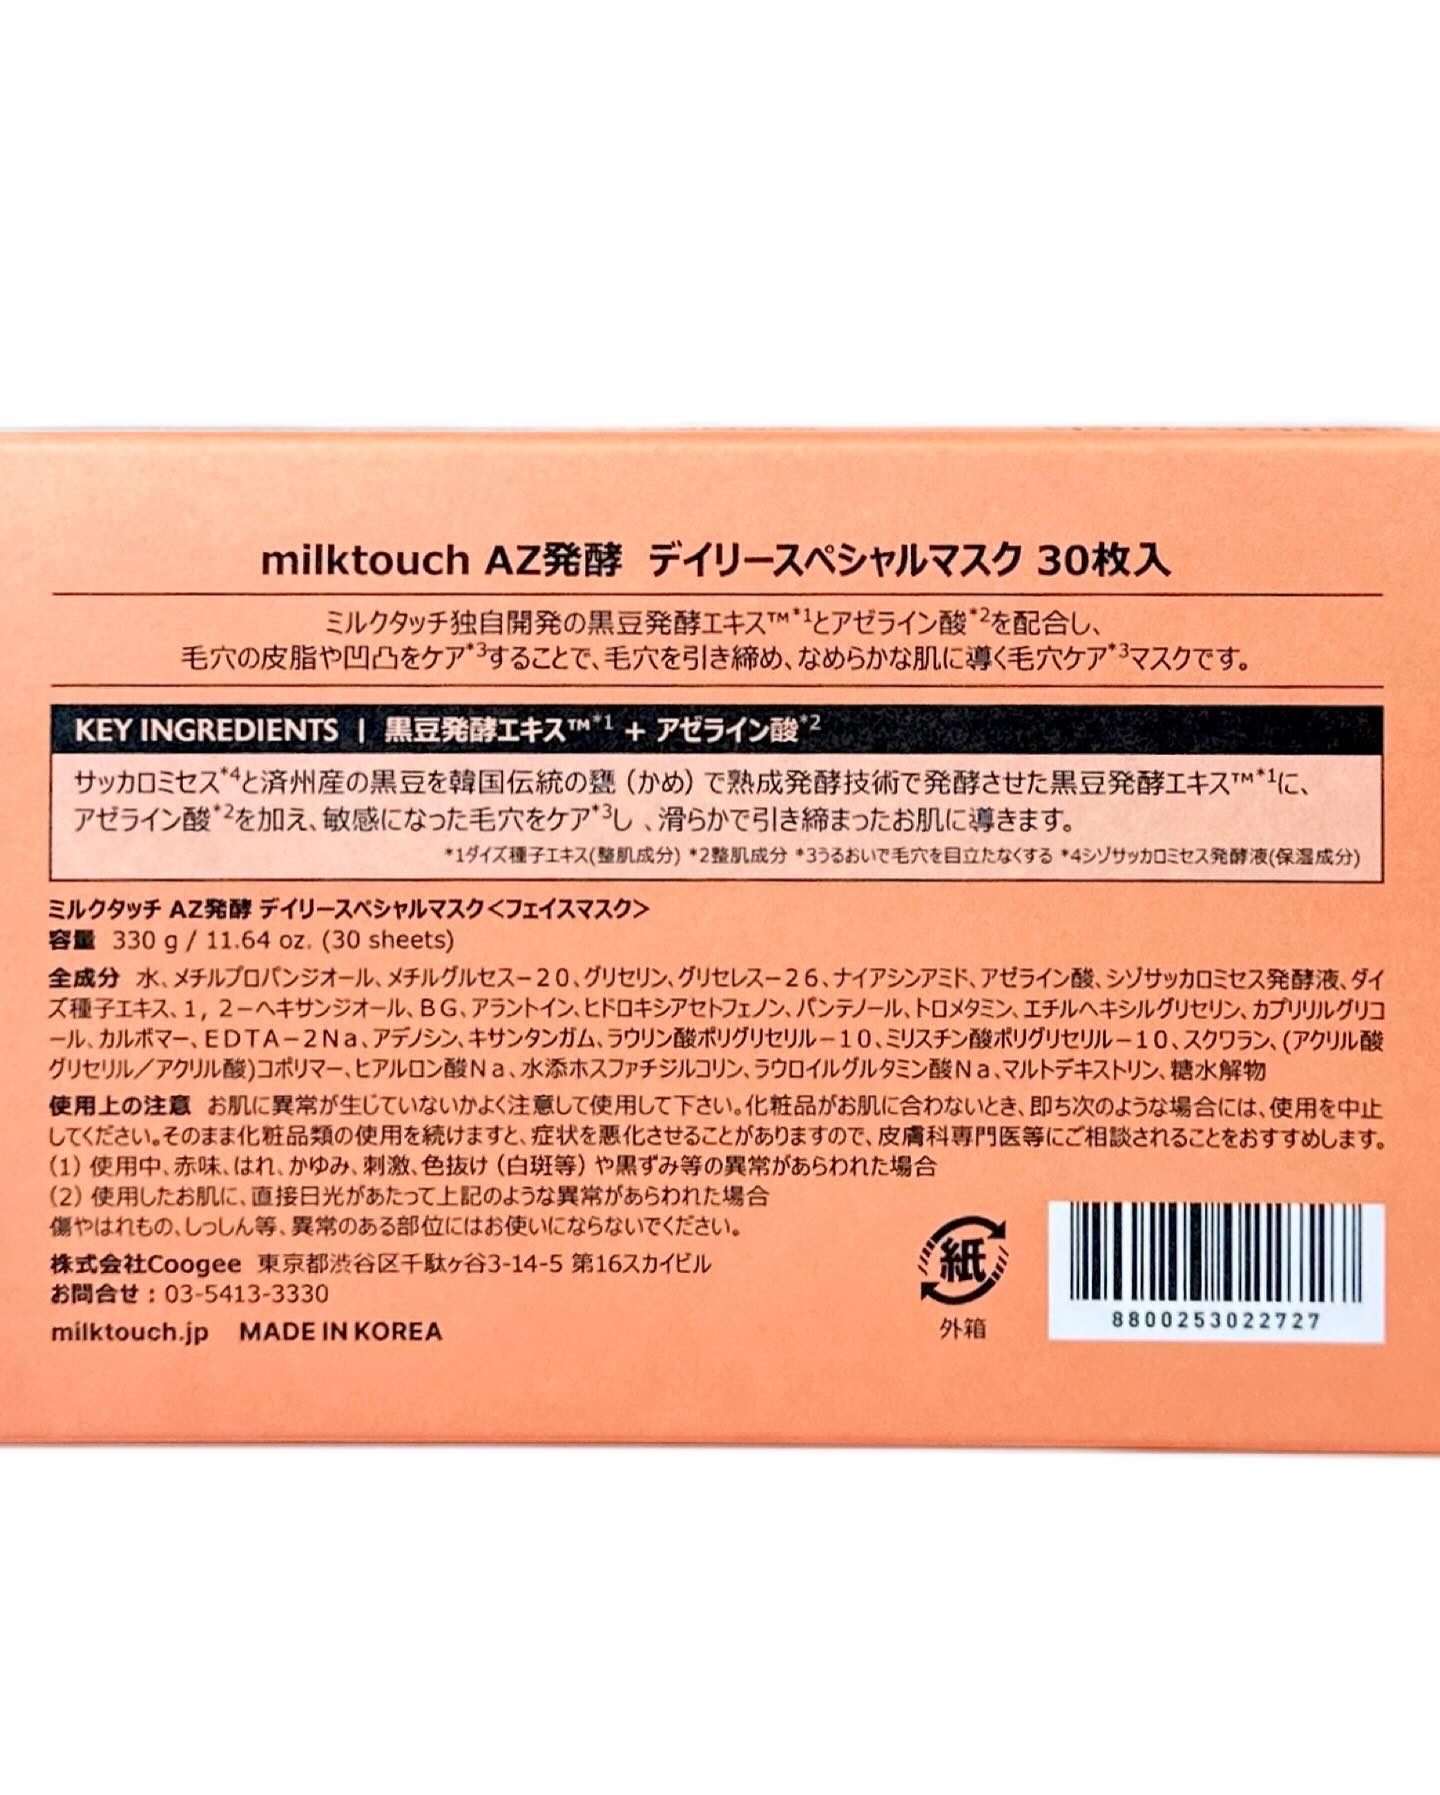 milktouch AZ発酵 デイリースペシャルマスク 30枚入
ミルクタッチ独自開発の黒豆発酵エキス™*1とアゼライン酸*2を配合し、
毛穴の皮脂や凹凸をケア*3することで、毛穴を引き締め、なめらかな肌に導く毛穴ケア*3マスクです。
KEY INGREDIENTS | 黒豆発酵エキス™*1 + アゼライン酸*2
サッカロミセス*4と済州産の黒豆を韓国伝統の甕（かめ）で熟成発酵技術で発酵させた黒豆発酵エキス™*1に、
アゼライン酸*2を加え、敏感になった毛穴をケア*3し 、滑らかで引き締まったお肌に導きます。
*1ダイズ種子エキス(整肌成分) *2整肌成分 *3うるおいで毛穴を目立たなくする *4シゾサッカロミセス発酵液(保湿成分)
ミルクタッチ AZ発酵 デイリースペシャルマスク<フェイスマスク>
容量 330 g / 11.64 oz. (30 sheets)
全成分 水、メチルプロパンジオール、メチルグルセス－２０、グリセリン、グリセレス－２６、ナイアシンアミド、アゼライン酸、シゾサッカロミセス発酵液、ダイ
ズ種子エキス、１, ２－ヘキサンジオール、ＢＧ、アラントイン、ヒドロキシアセトフェノン、パンテノール、トロメタミン、エチルヘキシルグリセリン、カプリリルグリコ
ール、カルボマー、ＥＤＴＡ－２Ｎａ、アデノシン、キサンタンガム、ラウリン酸ポリグリセリル－１０、ミリスチン酸ポリグリセリル－１０、スクワラン、(アクリル酸
グリセリル／アクリル酸)コポリマー、ヒアルロン酸Ｎａ、水添ホスファチジルコリン、ラウロイルグルタミン酸Ｎａ、マルトデキストリン、糖水解物
使用上の注意 お肌に異常が生じていないかよく注意して使用して下さい。化粧品がお肌に合わないとき、即ち次のような場合には、使用を中止
してください。そのまま化粧品類の使用を続けますと、症状を悪化させることがありますので、皮膚科専門医等にご相談されることをおすすめします。
(1) 使用中、赤味、はれ、かゆみ、刺激、色抜け（白斑等）や黒ずみ等の異常があらわれた場合
(2) 使用したお肌に、直接日光があたって上記のような異常があらわれた場合
傷やはれもの、しっしん等、異常のある部位にはお使いにならないでください。
株式会社Coogee 東京都渋谷区千駄ヶ谷3-14-5 第16スカイビル
お問合せ：03-5413-3330
milktouch.jp MADE IN KOREA
紙
外箱
8800253022727